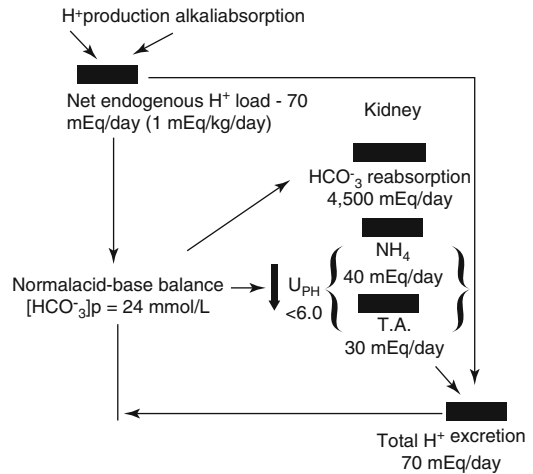 H⁺production alkaliabsorption
Net endogenous H⁺ load - 70
mEq/day (1 mEq/kg/day)
Kidney
HCO⁻₃ reabsorption
4,500 mEq/day
NH₄
40 mEq/day
Normalacid-base balance
[HCO⁻₃]p = 24 mmol/L
U_PH
<6.0
T.A.
30 mEq/day
Total H⁺ excretion
70 mEq/day